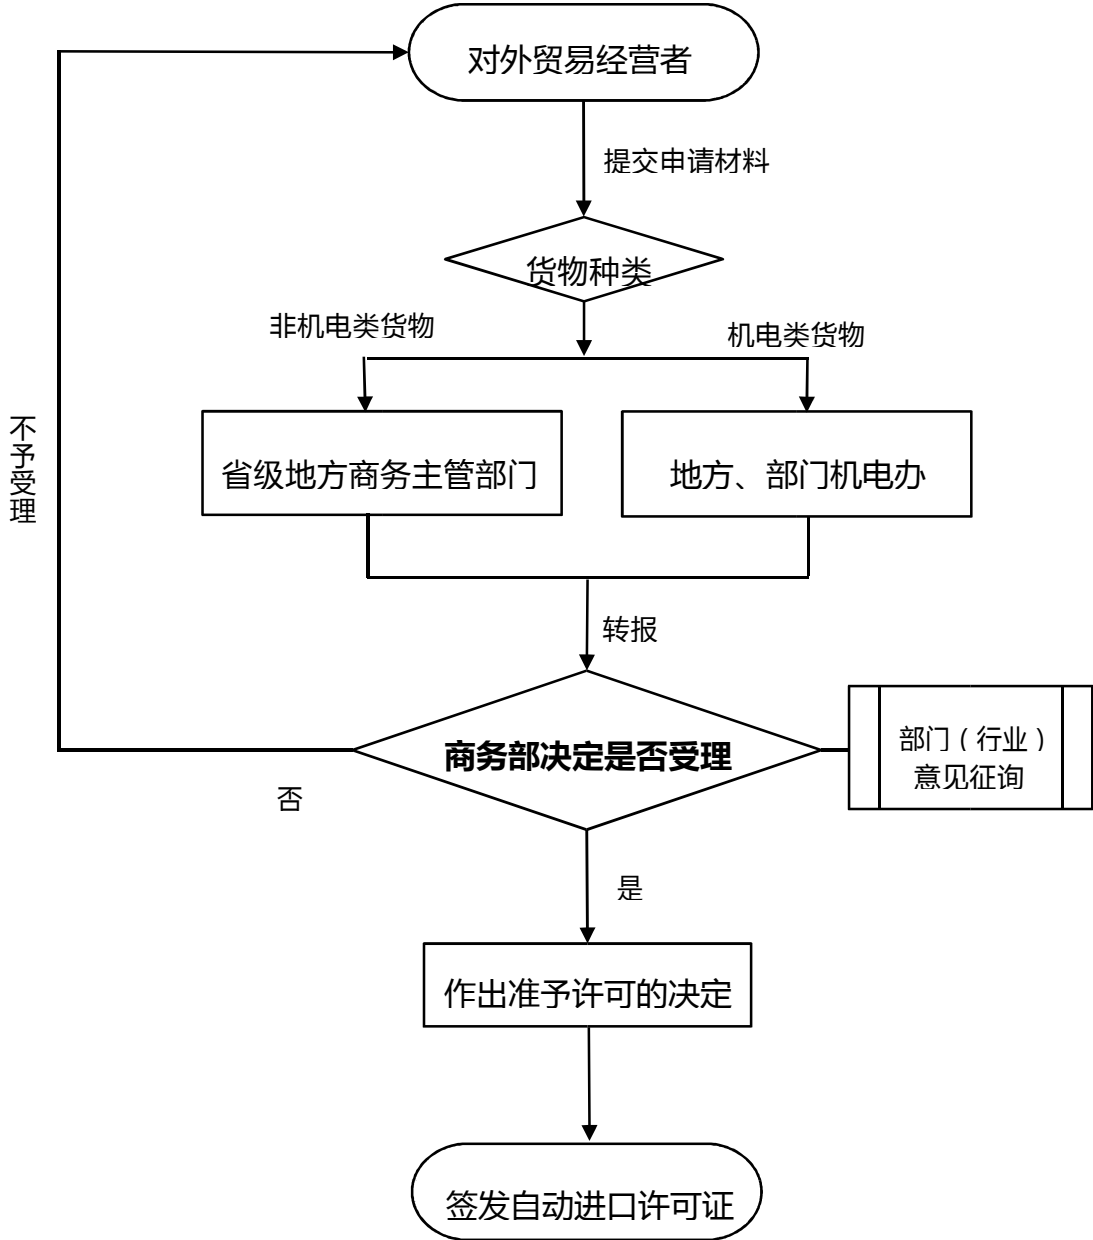 对外贸易经营者
提交申请材料
货物种类
非机电类货物
机电类货物
不予受理
省级地方商务主管部门
地方、部门机电办
转报
商务部决定是否受理
部门（行业）
意见征询
否
是
作出准予许可的决定
签发自动进口许可证